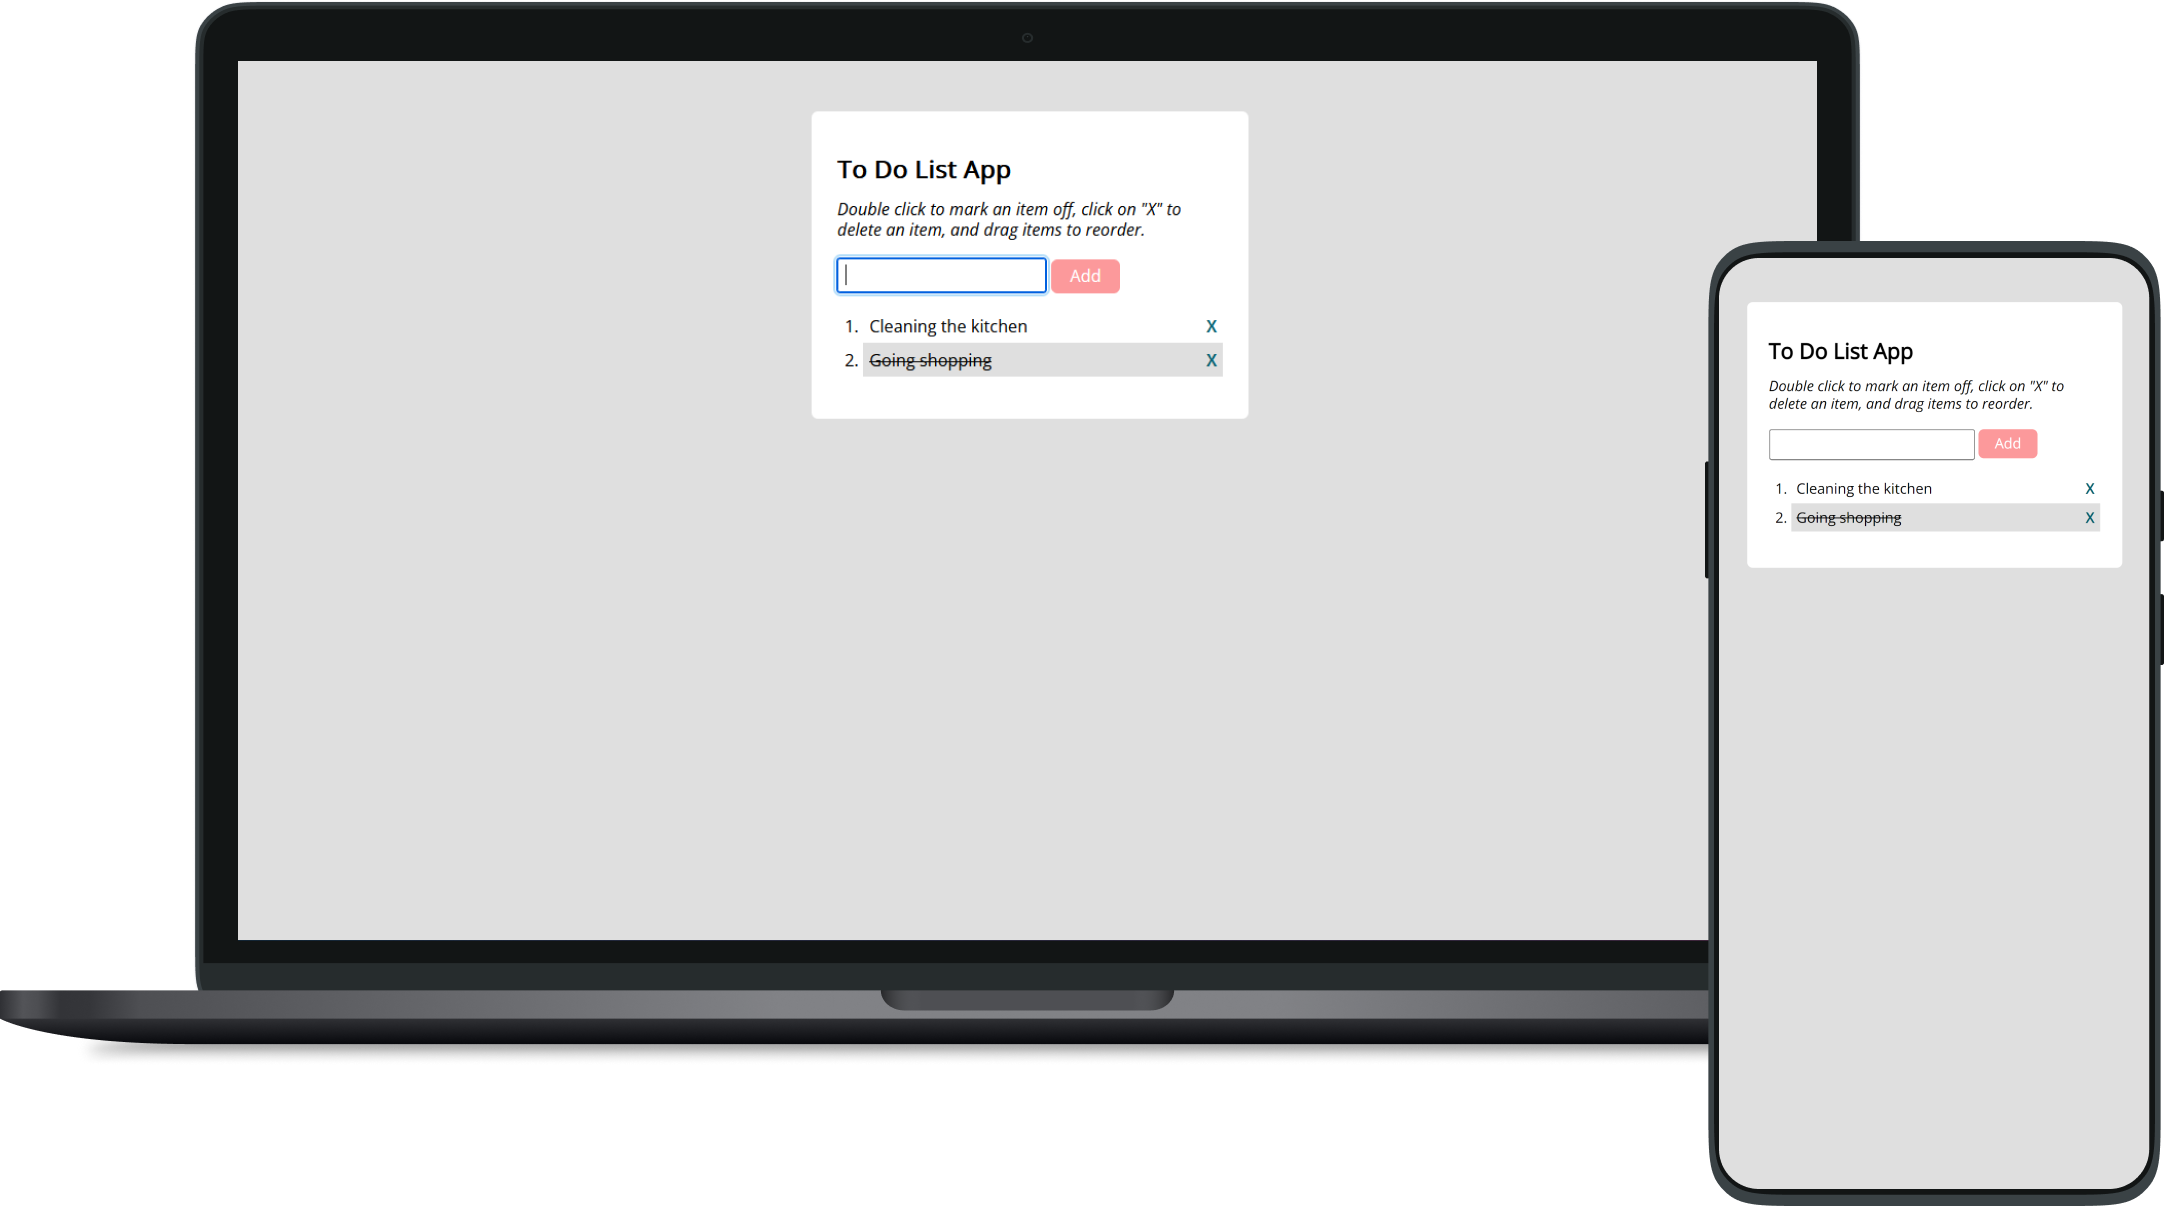 To Do List App
Double click to mark an item off, click on "X" to
delete an item, and drag items to reorder.
Add
1. Cleaning the kitchen X
2. Going shopping X
To Do List App
Double click to mark an item off, click on "X" to
delete an item, and drag items to reorder.
Add
1. Cleaning the kitchen X
2. Going shopping X